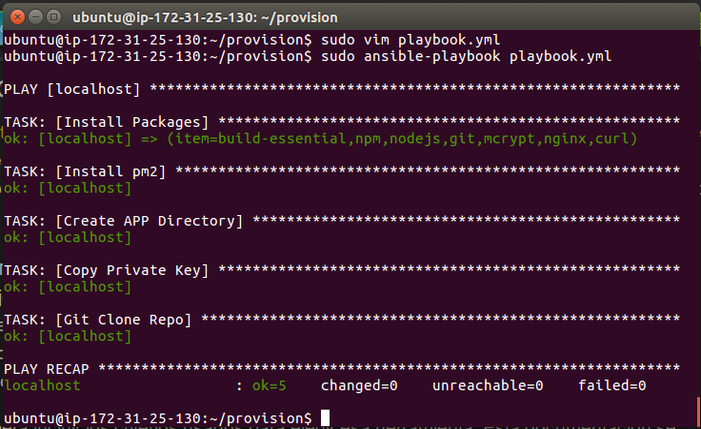 ubuntu@ip-172-31-25-130: ~/provision
ubuntu@ip-172-31-25-130:~/provision$ sudo vim playbook.yml
ubuntu@ip-172-31-25-130:~/provision$ sudo ansible-playbook playbook.yml
PLAY [localhost] ****************************************************************
TASK: [Install Packages] ********************************************************
ok: [localhost] => (item=build-essential,npm,nodejs,git,mcrypt,nginx,curl)
TASK: [Install pm2] *************************************************************
ok: [localhost]
TASK: [Create APP Directory] ****************************************************
ok: [localhost]
TASK: [Copy Private Key] ********************************************************
ok: [localhost]
TASK: [Git Clone Repo] **********************************************************
ok: [localhost]
PLAY RECAP **********************************************************************
localhost                  : ok=5    changed=0    unreachable=0    failed=0
ubuntu@ip-172-31-25-130:~/provision$